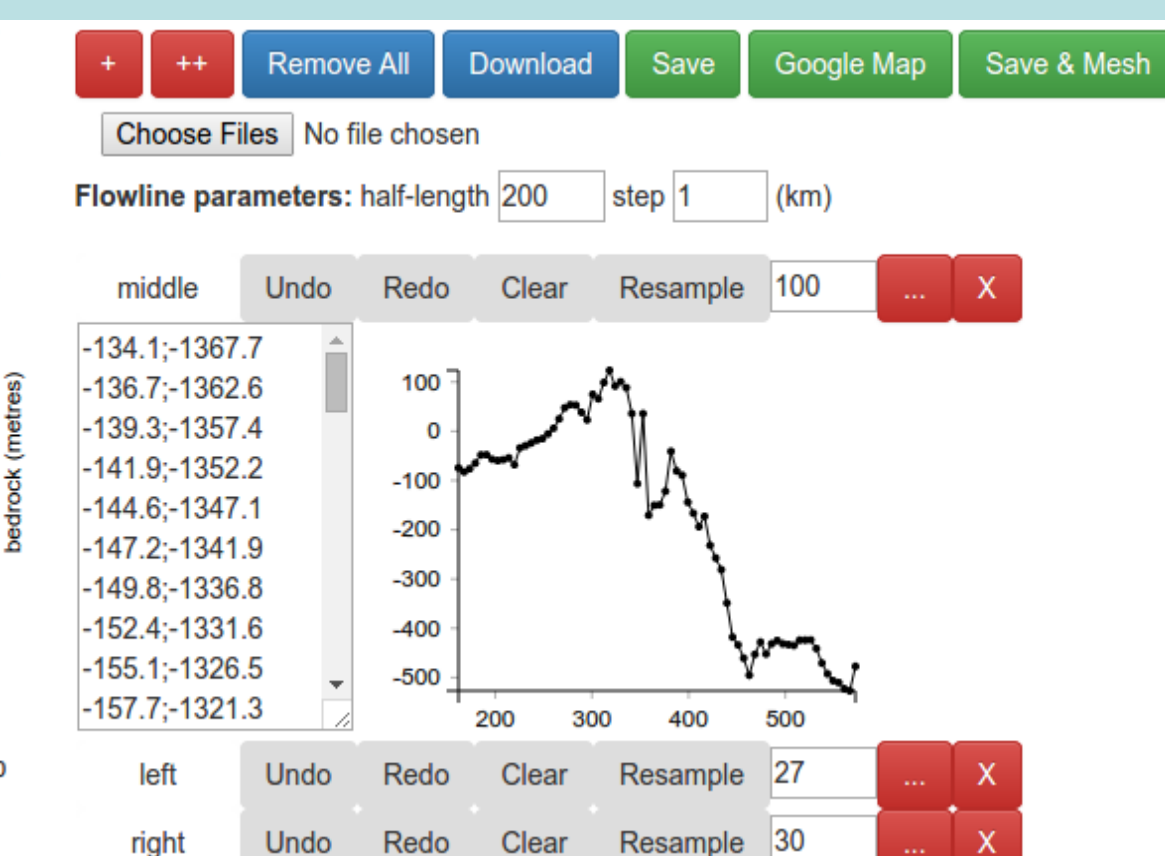 + ++ Remove All Download Save Google Map Save & Mesh
Choose Files No file chosen
Flowline parameters: half-length 200 step 1 (km)
middle Undo Redo Clear Resample 100 ... X
-134.1;-1367.7
-136.7;-1362.6
-139.3;-1357.4
-141.9;-1352.2
-144.6;-1347.1
-147.2;-1341.9
-149.8;-1336.8
-152.4;-1331.6
-155.1;-1326.5
-157.7;-1321.3
bedrock (metres)
100
0
-100
-200
-300
-400
-500
200 300 400 500
left Undo Redo Clear Resample 27 ... X
right Undo Redo Clear Resample 30 ... X